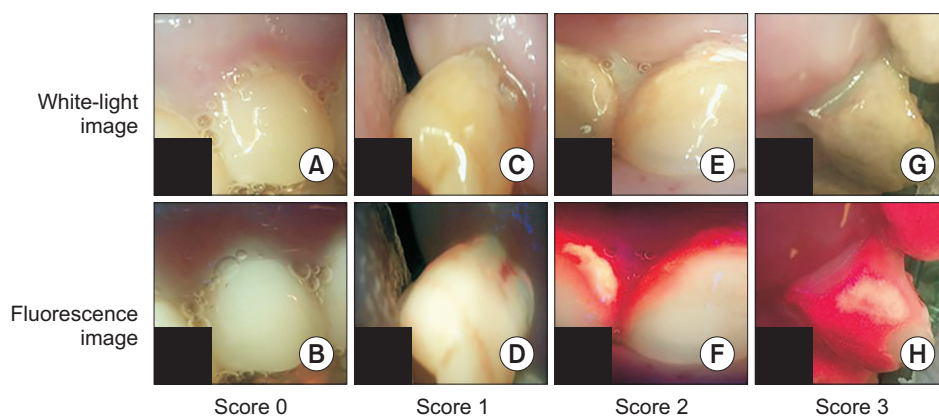 White-light
image
A
C
E
G
Fluorescence
image
B
D
F
H
Score 0
Score 1
Score 2
Score 3